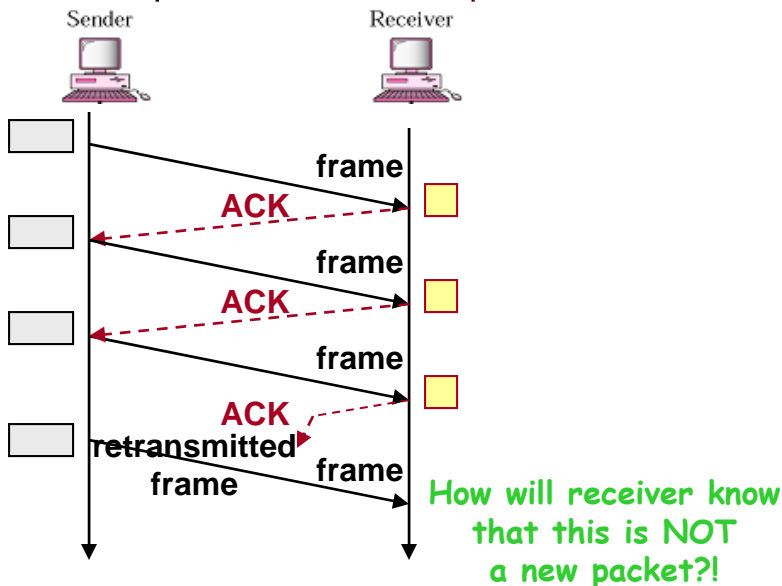 Sender Receiver
frame
ACK
frame
ACK
frame
ACK
retransmitted
frame frame
How will receiver know
that this is NOT
a new packet?!